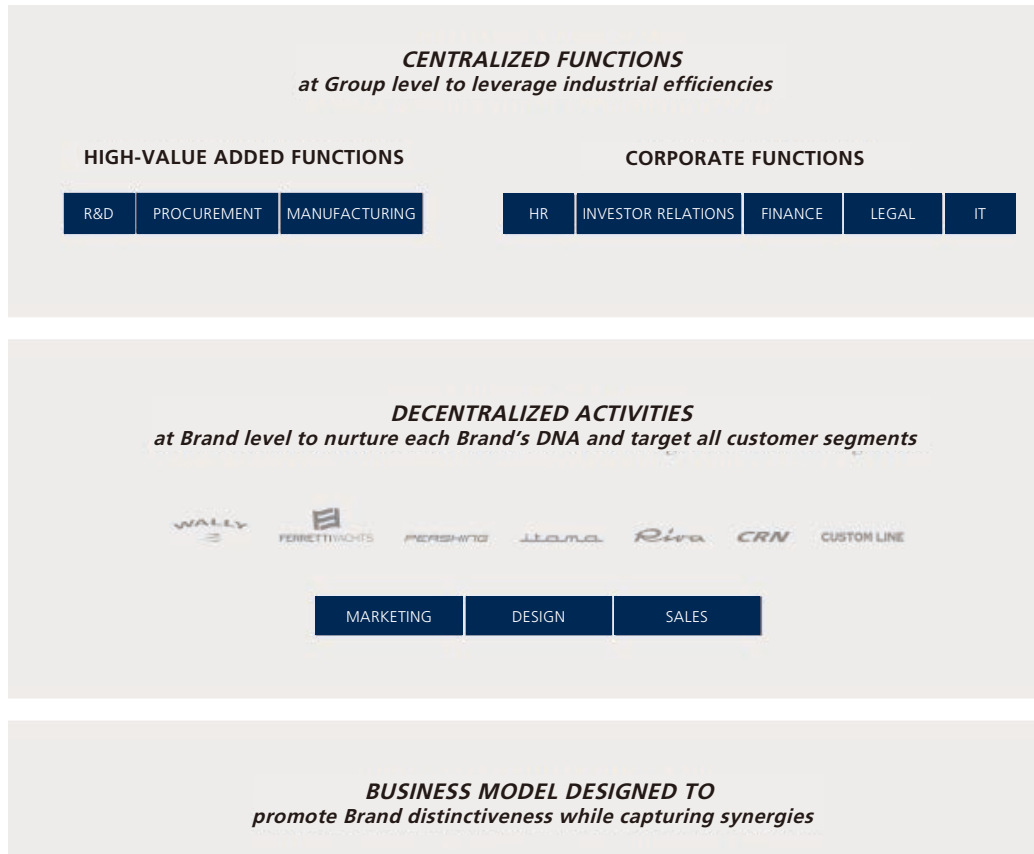 CENTRALIZED FUNCTIONS
at Group level to leverage industrial efficiencies
HIGH-VALUE ADDED FUNCTIONS
CORPORATE FUNCTIONS
R&D PROCUREMENT MANUFACTURING
HR INVESTOR RELATIONS FINANCE LEGAL IT
DECENTRALIZED ACTIVITIES
at Brand level to nurture each Brand’s DNA and target all customer segments
WALLY FERRETTIYACHTS PERSHING itama Riva CRN CUSTOM LINE
MARKETING DESIGN SALES
BUSINESS MODEL DESIGNED TO
promote Brand distinctiveness while capturing synergies